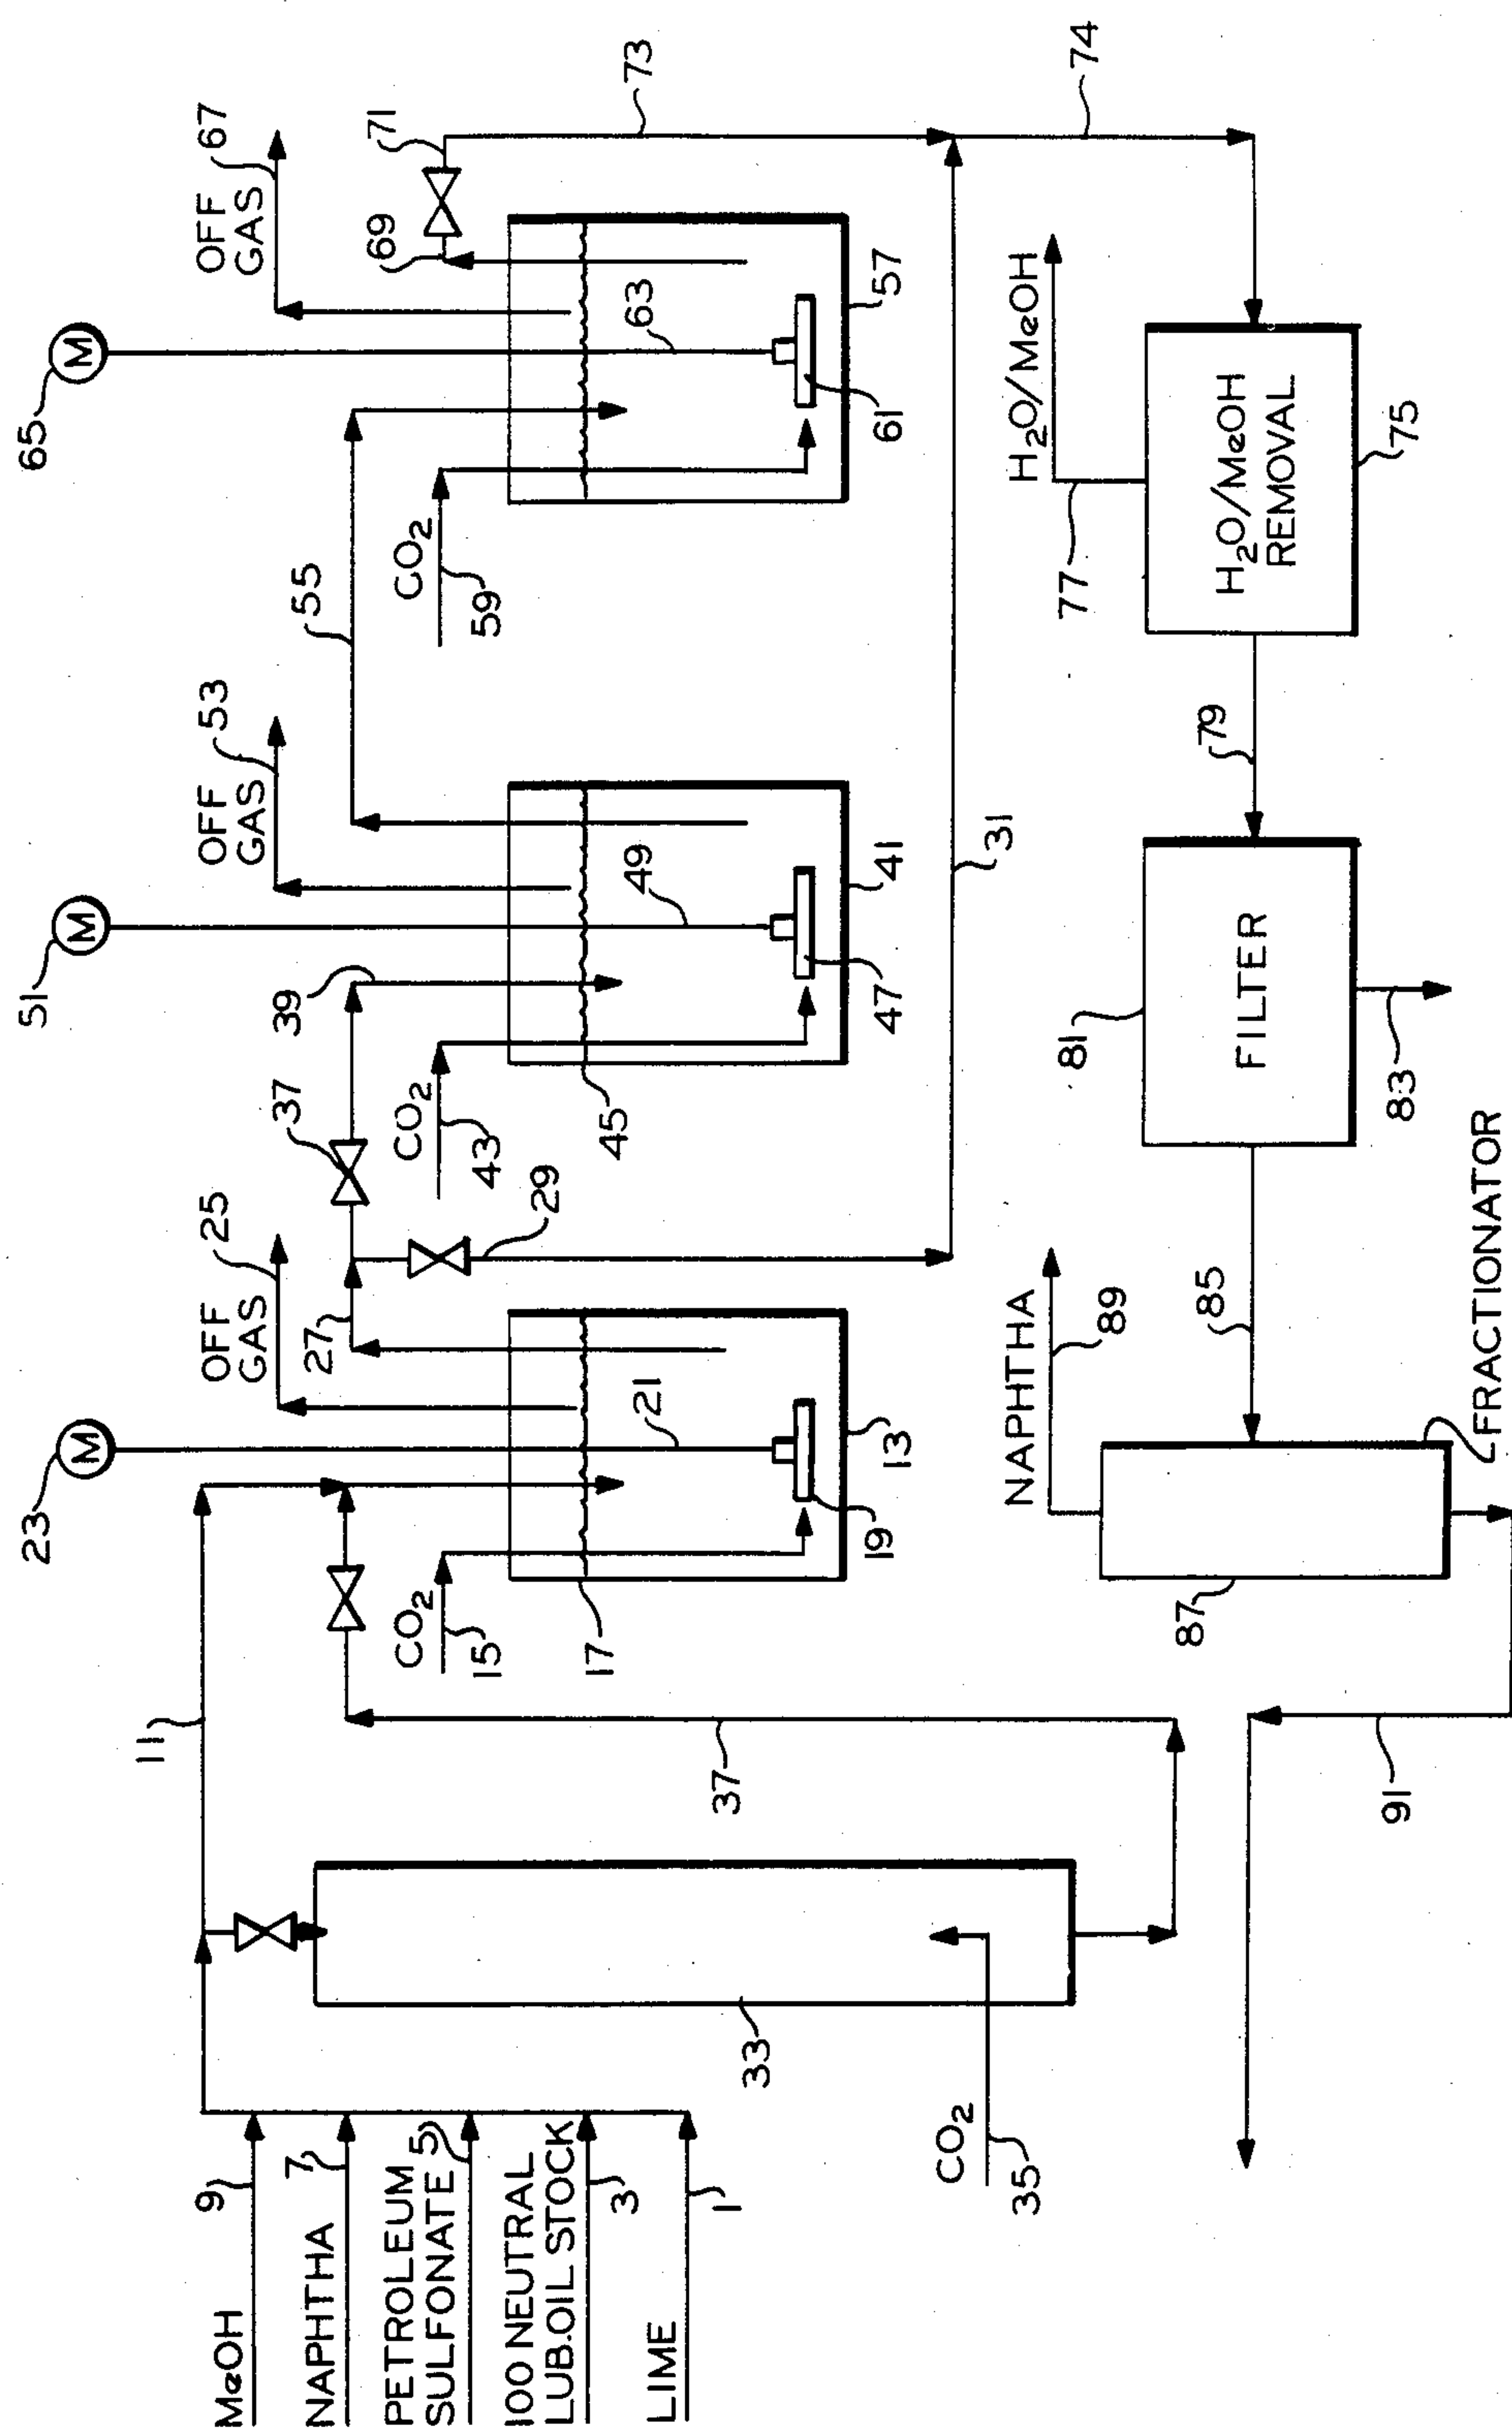 MeOH
9
NAPHTHA
7
PETROLEUM
SULFONATE
5
100 NEUTRAL
LUB.OIL STOCK
3
LIME
1
11
33
CO2
35
37
23
M
OFF
GAS
25
27
21
CO2
15
17
19
13
29
31
37
39
51
M
OFF
GAS
53
49
CO2
43
45
47
41
55
65
M
OFF
GAS
67
69
71
63
CO2
59
61
57
73
74
H2O/MeOH
77
H2O/MeOH
REMOVAL
75
79
81
FILTER
83
85
NAPHTHA
89
87
FRACTIONATOR
91